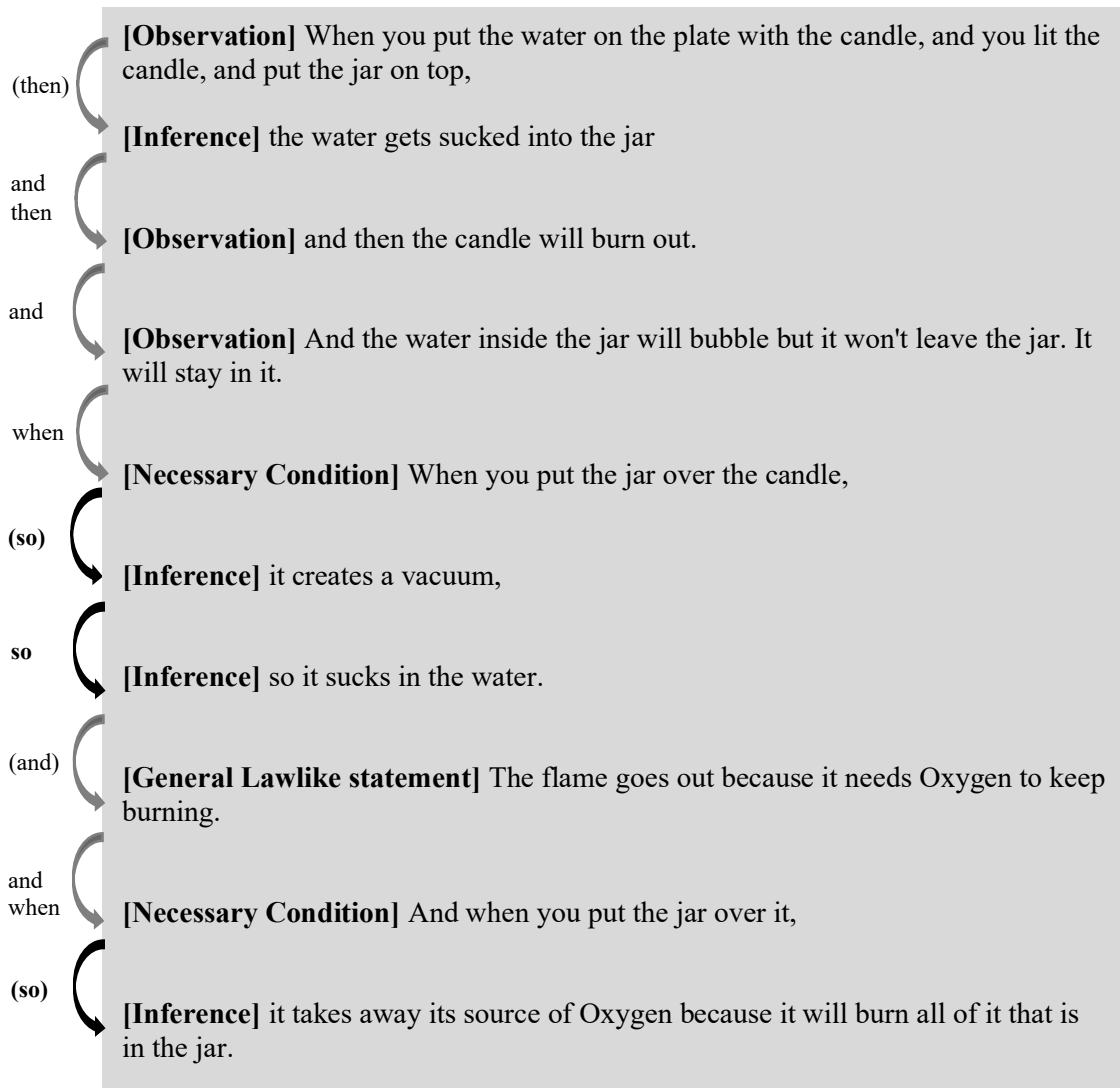 [Observation] When you put the water on the plate with the candle, and you lit the
candle, and put the jar on top,
(then)
[Inference] the water gets sucked into the jar
and
then
[Observation] and then the candle will burn out.
and
[Observation] And the water inside the jar will bubble but it won't leave the jar. It
will stay in it.
when
[Necessary Condition] When you put the jar over the candle,
(so)
[Inference] it creates a vacuum,
so
[Inference] so it sucks in the water.
(and)
[General Lawlike statement] The flame goes out because it needs Oxygen to keep
burning.
and
when
[Necessary Condition] And when you put the jar over it,
(so)
[Inference] it takes away its source of Oxygen because it will burn all of it that is
in the jar.